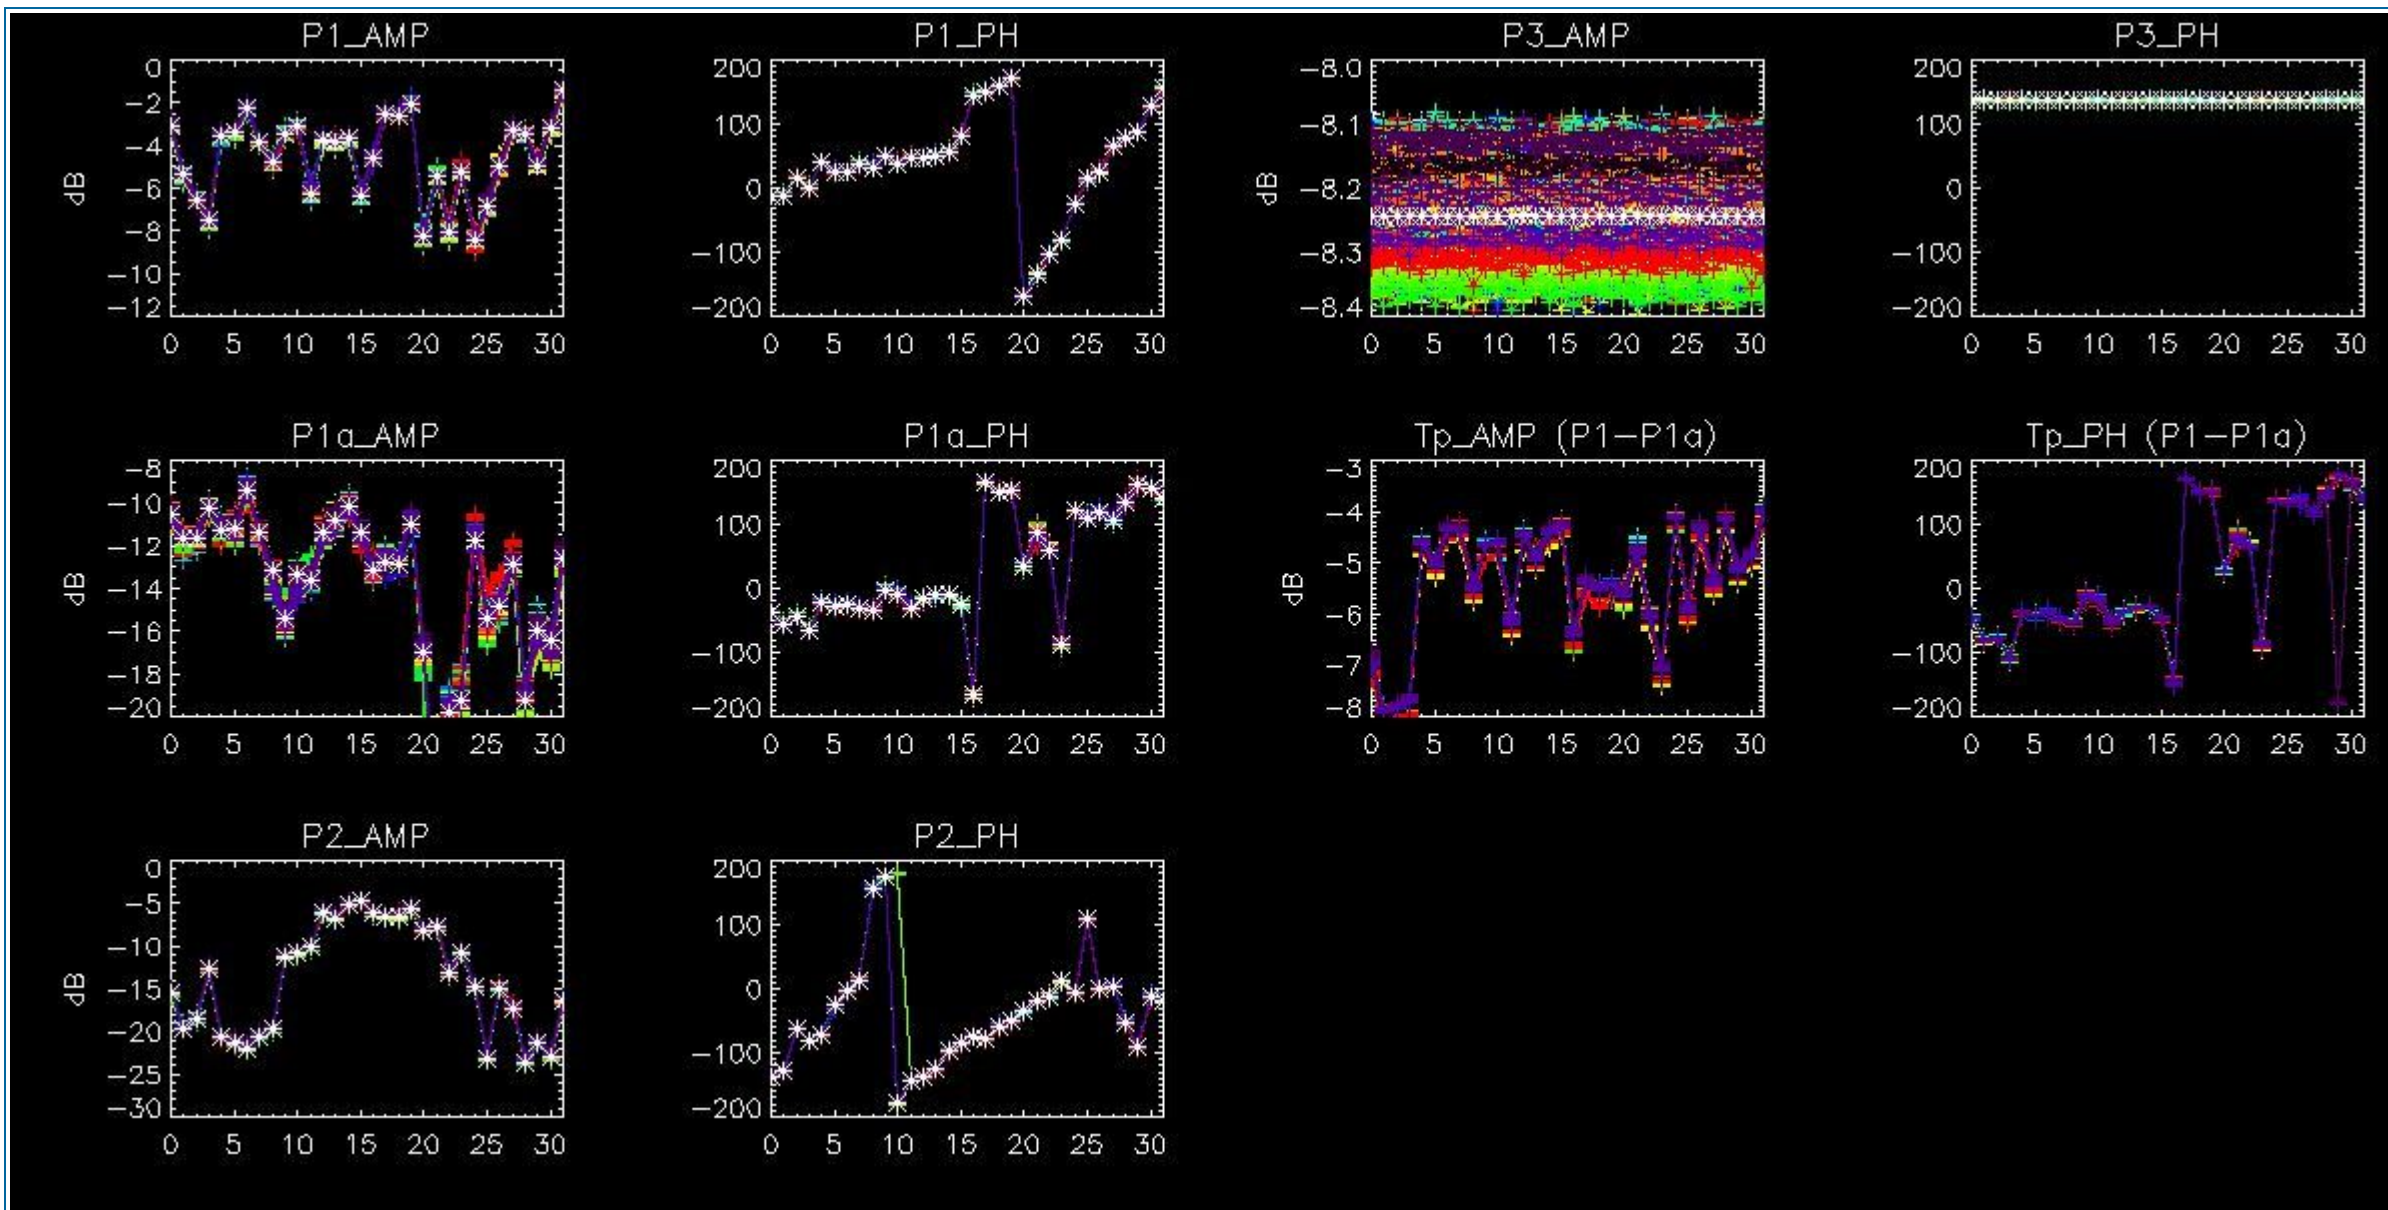 P1_AMP
0
−2
−4
−6
−8
−10
−12
dB
0 5 10 15 20 25 30
P1_PH
200
100
0
−100
−200
0 5 10 15 20 25 30
P3_AMP
−8.0
−8.1
−8.2
−8.3
−8.4
dB
0 5 10 15 20 25 30
P3_PH
200
100
0
−100
−200
0 5 10 15 20 25 30
P1a_AMP
−8
−10
−12
−14
−16
−18
−20
dB
0 5 10 15 20 25 30
P1a_PH
200
100
0
−100
−200
0 5 10 15 20 25 30
Tp_AMP (P1−P1a)
−3
−4
−5
−6
−7
−8
dB
0 5 10 15 20 25 30
Tp_PH (P1−P1a)
200
100
0
−100
−200
0 5 10 15 20 25 30
P2_AMP
0
−5
−10
−15
−20
−25
−30
dB
0 5 10 15 20 25 30
P2_PH
200
100
0
−100
−200
0 5 10 15 20 25 30